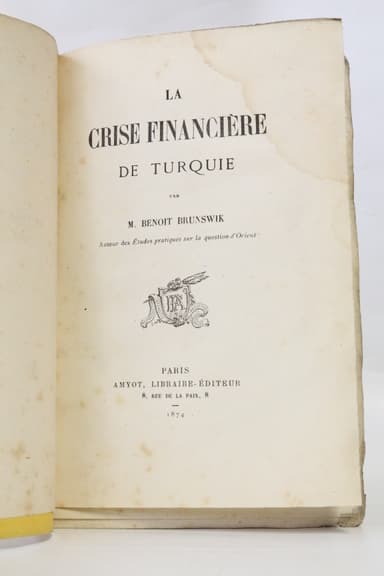 LA
CRISE FINANCIÈRE
DE TURQUIE
PAR
M. BENOIT BRUNSWIK
Auteur des Études pratiques sur la question d'Orient
PARIS
AMYOT, LIBRAIRE-ÉDITEUR
8, RUE DE LA PAIX, 8
1874